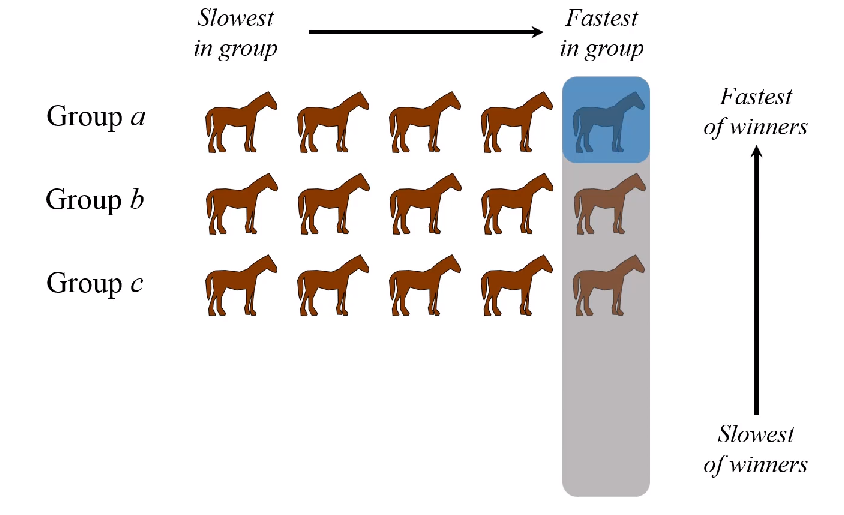 Slowest
in group
Fastest
in group
Group a
Fastest
of winners
Group b
Group c
Slowest
of winners